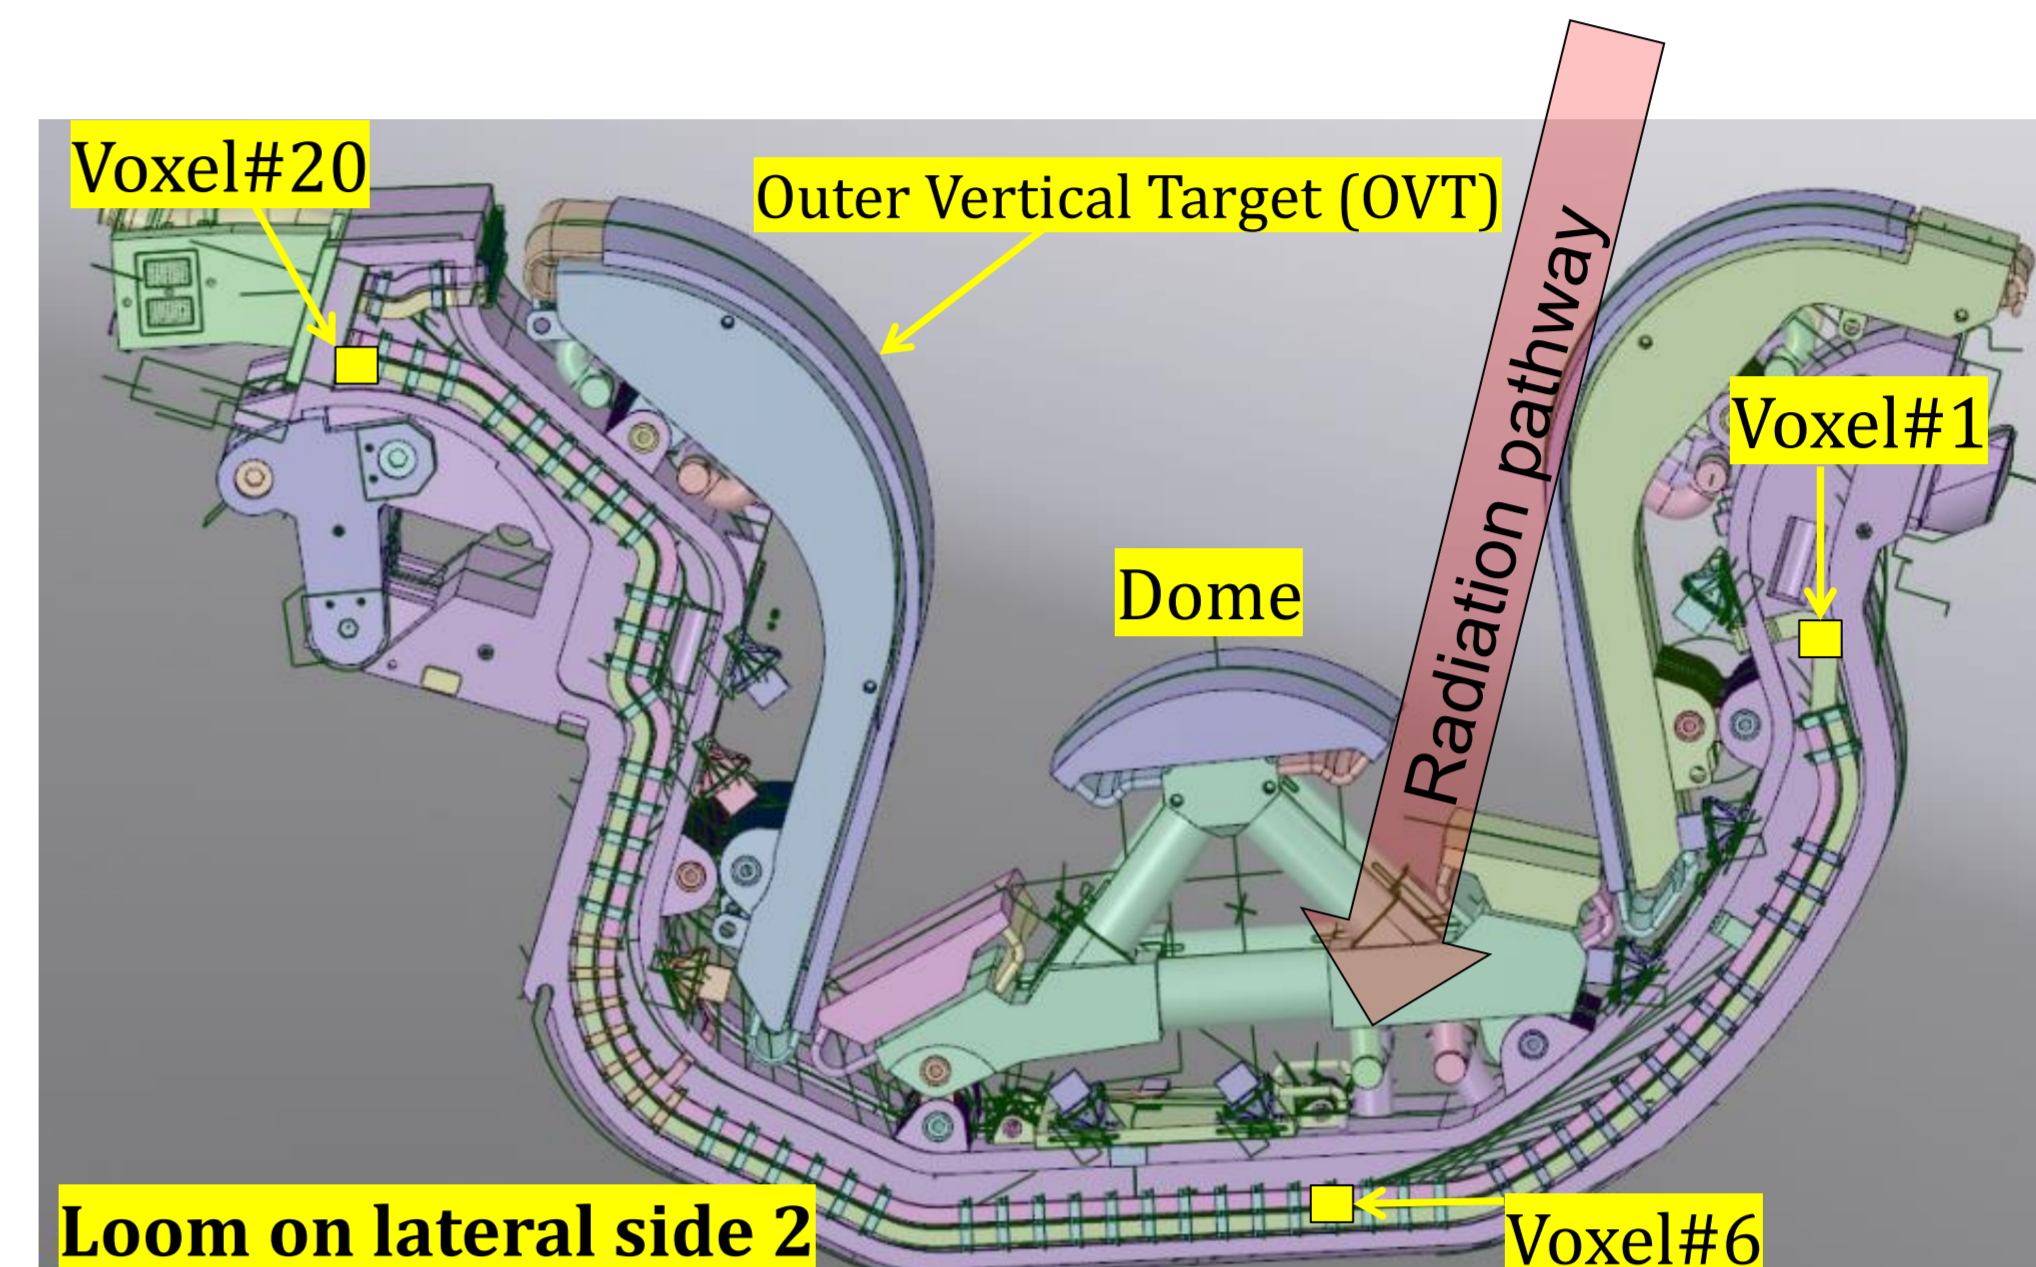 Voxel#20
Outer Vertical Target (OVT)
Radiation pathway
Voxel#1
Dome
Loom on lateral side 2
Voxel#6